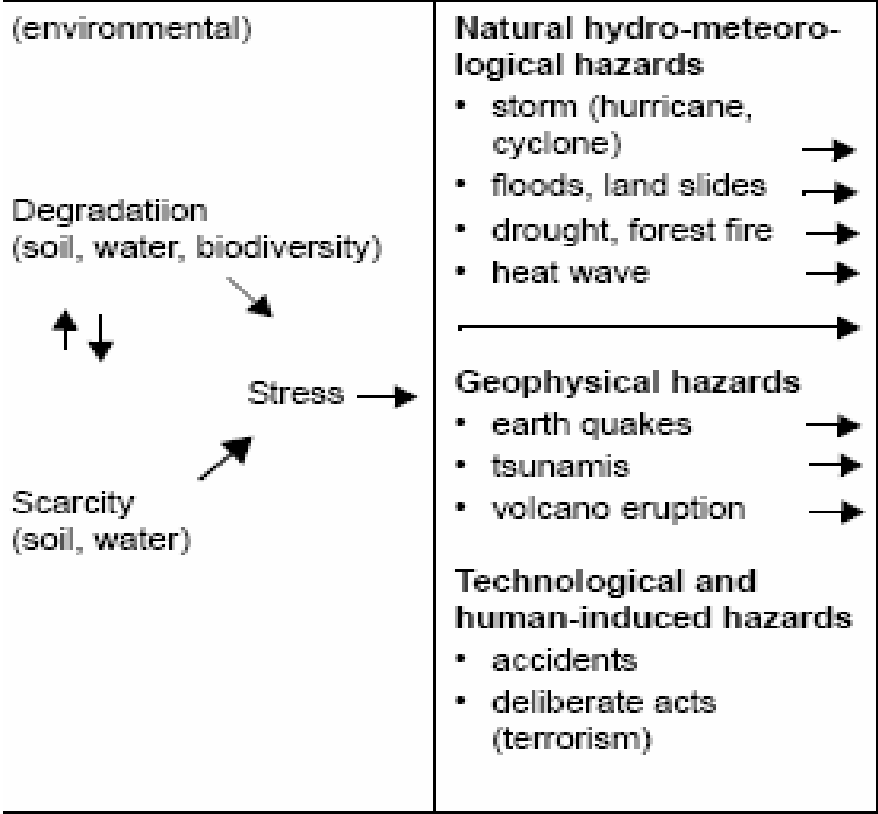 (environmental)
Degradatiion
(soil, water, biodiversity)
Stress
Scarcity
(soil, water)
Natural hydro-meteoro-
logical hazards
• storm (hurricane,
cyclone)
• floods, land slides
• drought, forest fire
• heat wave
Geophysical hazards
• earth quakes
• tsunamis
• volcano eruption
Technological and
human-induced hazards
• accidents
• deliberate acts
(terrorism)